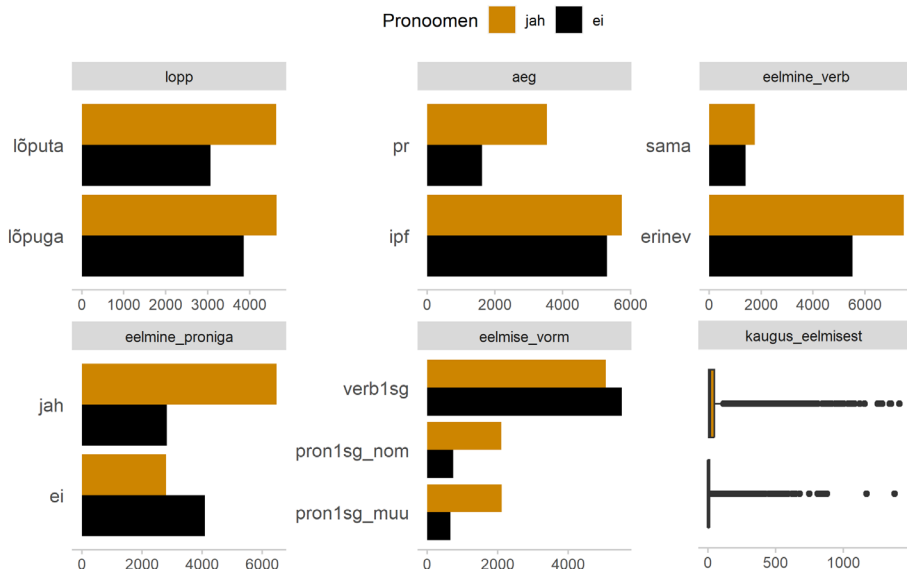 Pronoomen jah ei
lopp
lõputa
lõpuga
0 1000 2000 3000 4000
aeg
pr
ipf
0 2000 4000 6000
eelmine_verb
sama
erinev
0 2000 4000 6000
eelmine_proniga
jah
ei
0 2000 4000 6000
eelmise_vorm
verb1sg
pron1sg_nom
pron1sg_muu
0 2000 4000
kaugus_eelmisest
0 500 1000